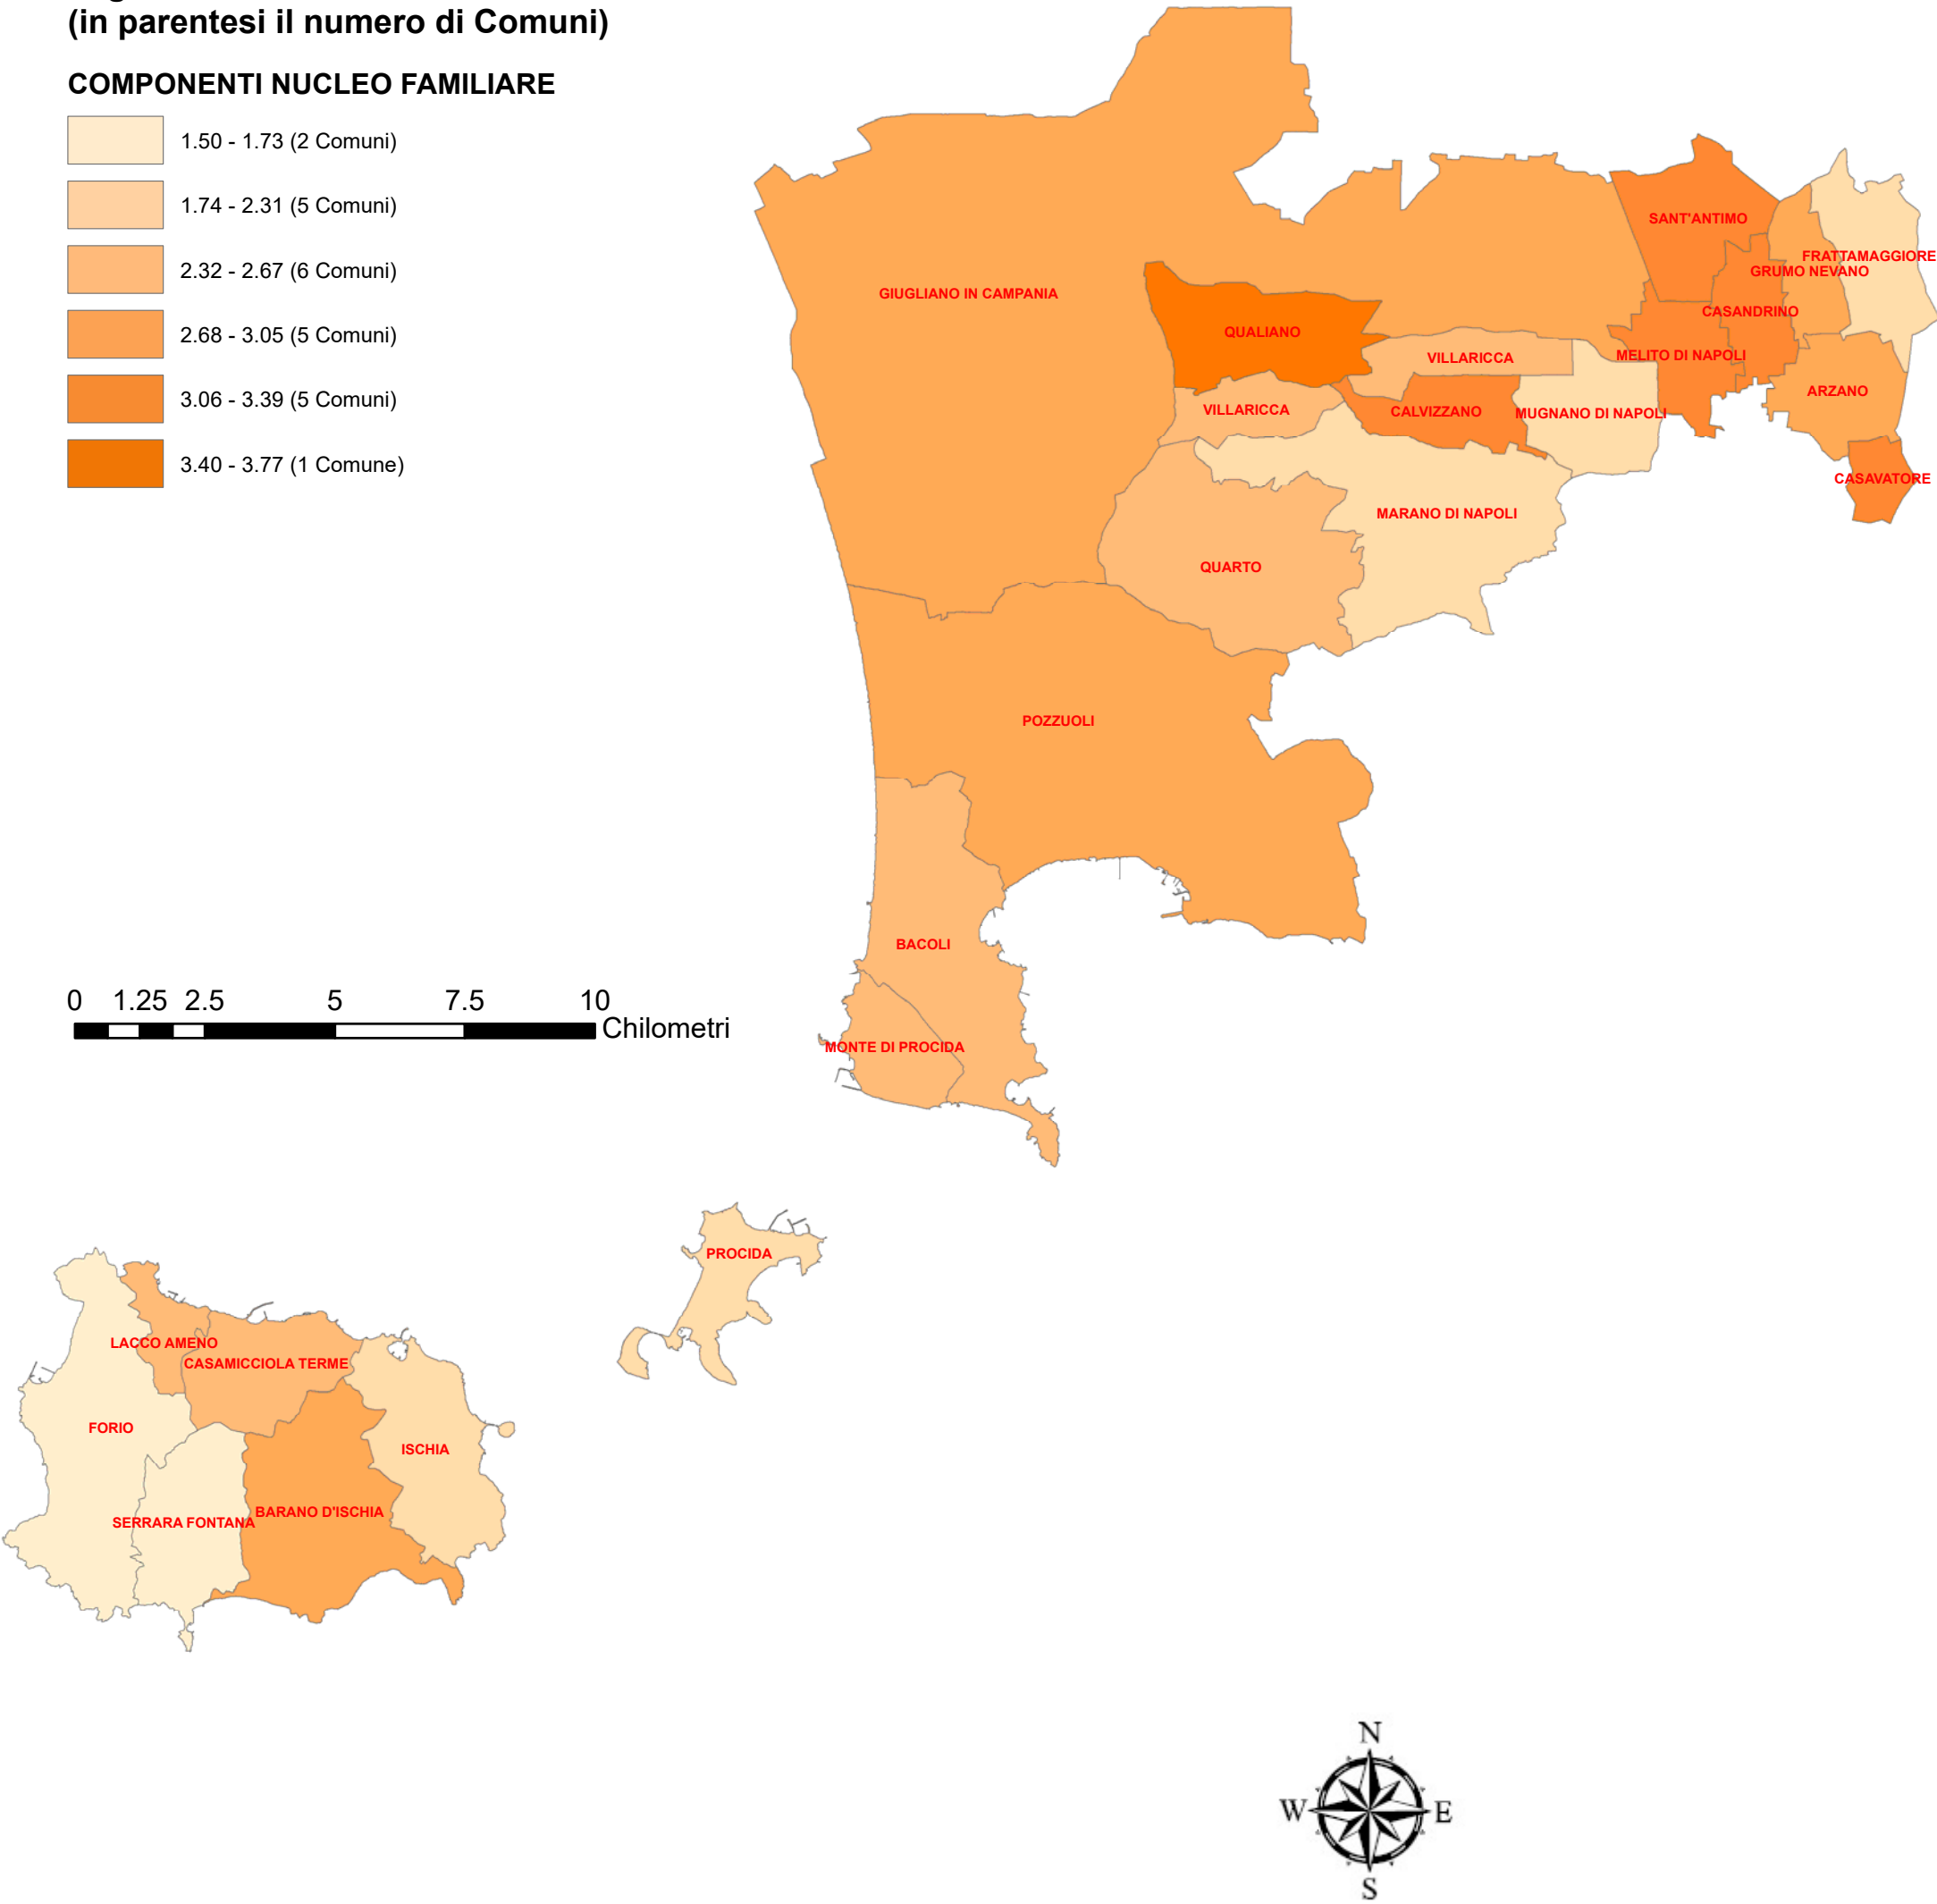 (in parentesi il numero di Comuni)
COMPONENTI NUCLEO FAMILIARE
1.50 - 1.73 (2 Comuni)
1.74 - 2.31 (5 Comuni)
2.32 - 2.67 (6 Comuni)
2.68 - 3.05 (5 Comuni)
3.06 - 3.39 (5 Comuni)
3.40 - 3.77 (1 Comune)
SANT'ANTIMO
FRATTAMAGGIORE
GRUMO NEVANO
GIUGLIANO IN CAMPANIA
CASANDRINO
QUALIANO
MELITO DI NAPOLI
VILLARICCA
ARZANO
VILLARICCA
CALVIZZANO
MUGNANO DI NAPOLI
CASAVATORE
MARANO DI NAPOLI
QUARTO
POZZUOLI
BACOLI
MONTE DI PROCIDA
0 1.25 2.5 5 7.5 10
Chilometri
PROCIDA
LACCO AMENO
CASAMICCIOLA TERME
FORIO
ISCHIA
BARANO D'ISCHIA
SERRARA FONTANA
N
W E
S